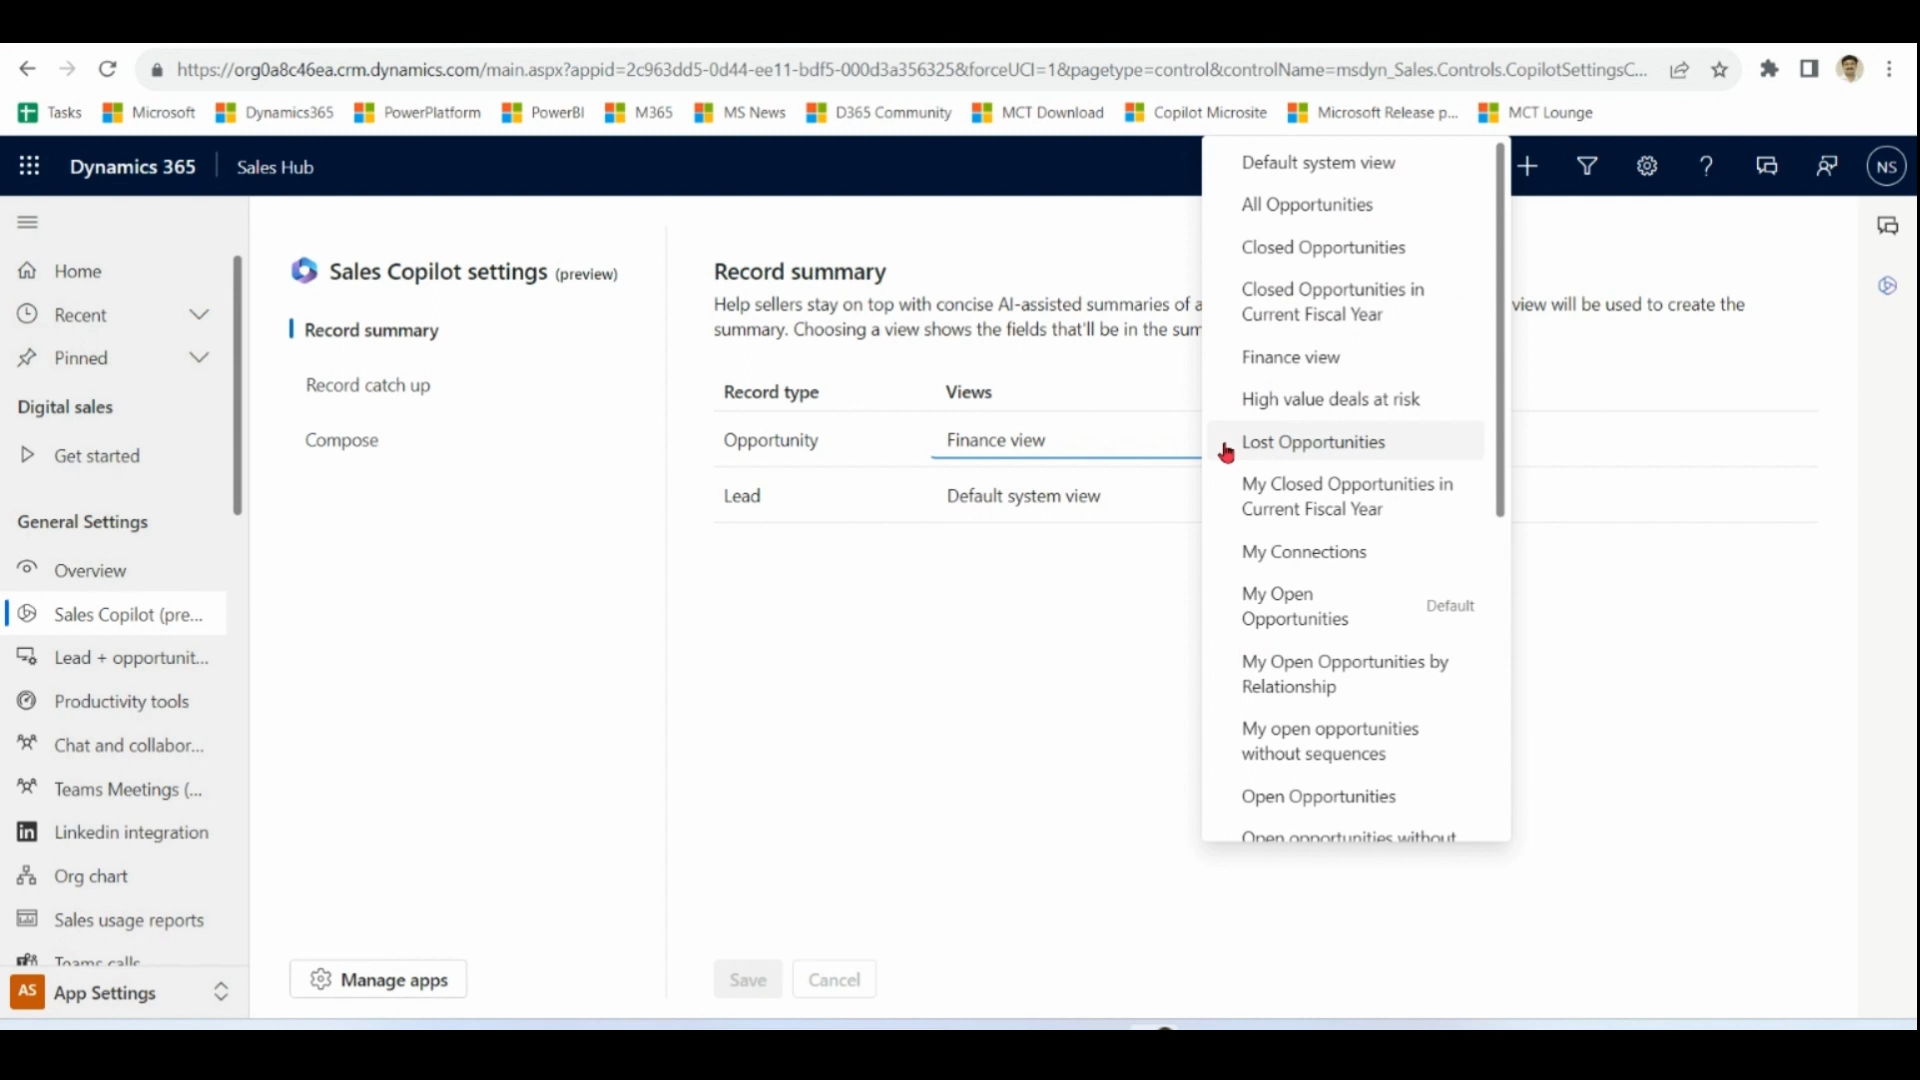 https://org0a8c46ea.crm.dynamics.com/main.aspx?appid=2c963dd5-0d44-ee11-bdf5-000d3a356325&forceUCI=1&pagetype=control&controlName=msdyn_Sales.Controls.CopilotSettingsC...
Tasks Microsoft Dynamics365 PowerPlatform PowerBI M365 MS News D365 Community MCT Download Copilot Microsite Microsoft Release p... MCT Lounge
Dynamics 365 Sales Hub
NS
Home
Recent
Pinned
Digital sales
Get started
General Settings
Overview
Sales Copilot (pre...
Lead + opportunit...
Productivity tools
Chat and collabor...
Teams Meetings (...
Linkedin integration
Org chart
Sales usage reports
Teams calls
AS App Settings
Sales Copilot settings (preview)
Record summary
Record catch up
Compose
Manage apps
Record summary
Help sellers stay on top with concise AI-assisted summaries of a
view will be used to create the
summary. Choosing a view shows the fields that'll be in the sum
Record type Views
Opportunity Finance view
Lead Default system view
Save Cancel
Default system view
All Opportunities
Closed Opportunities
Closed Opportunities in
Current Fiscal Year
Finance view
High value deals at risk
Lost Opportunities
My Closed Opportunities in
Current Fiscal Year
My Connections
My Open
Opportunities
Default
My Open Opportunities by
Relationship
My open opportunities
without sequences
Open Opportunities
Open opportunities without